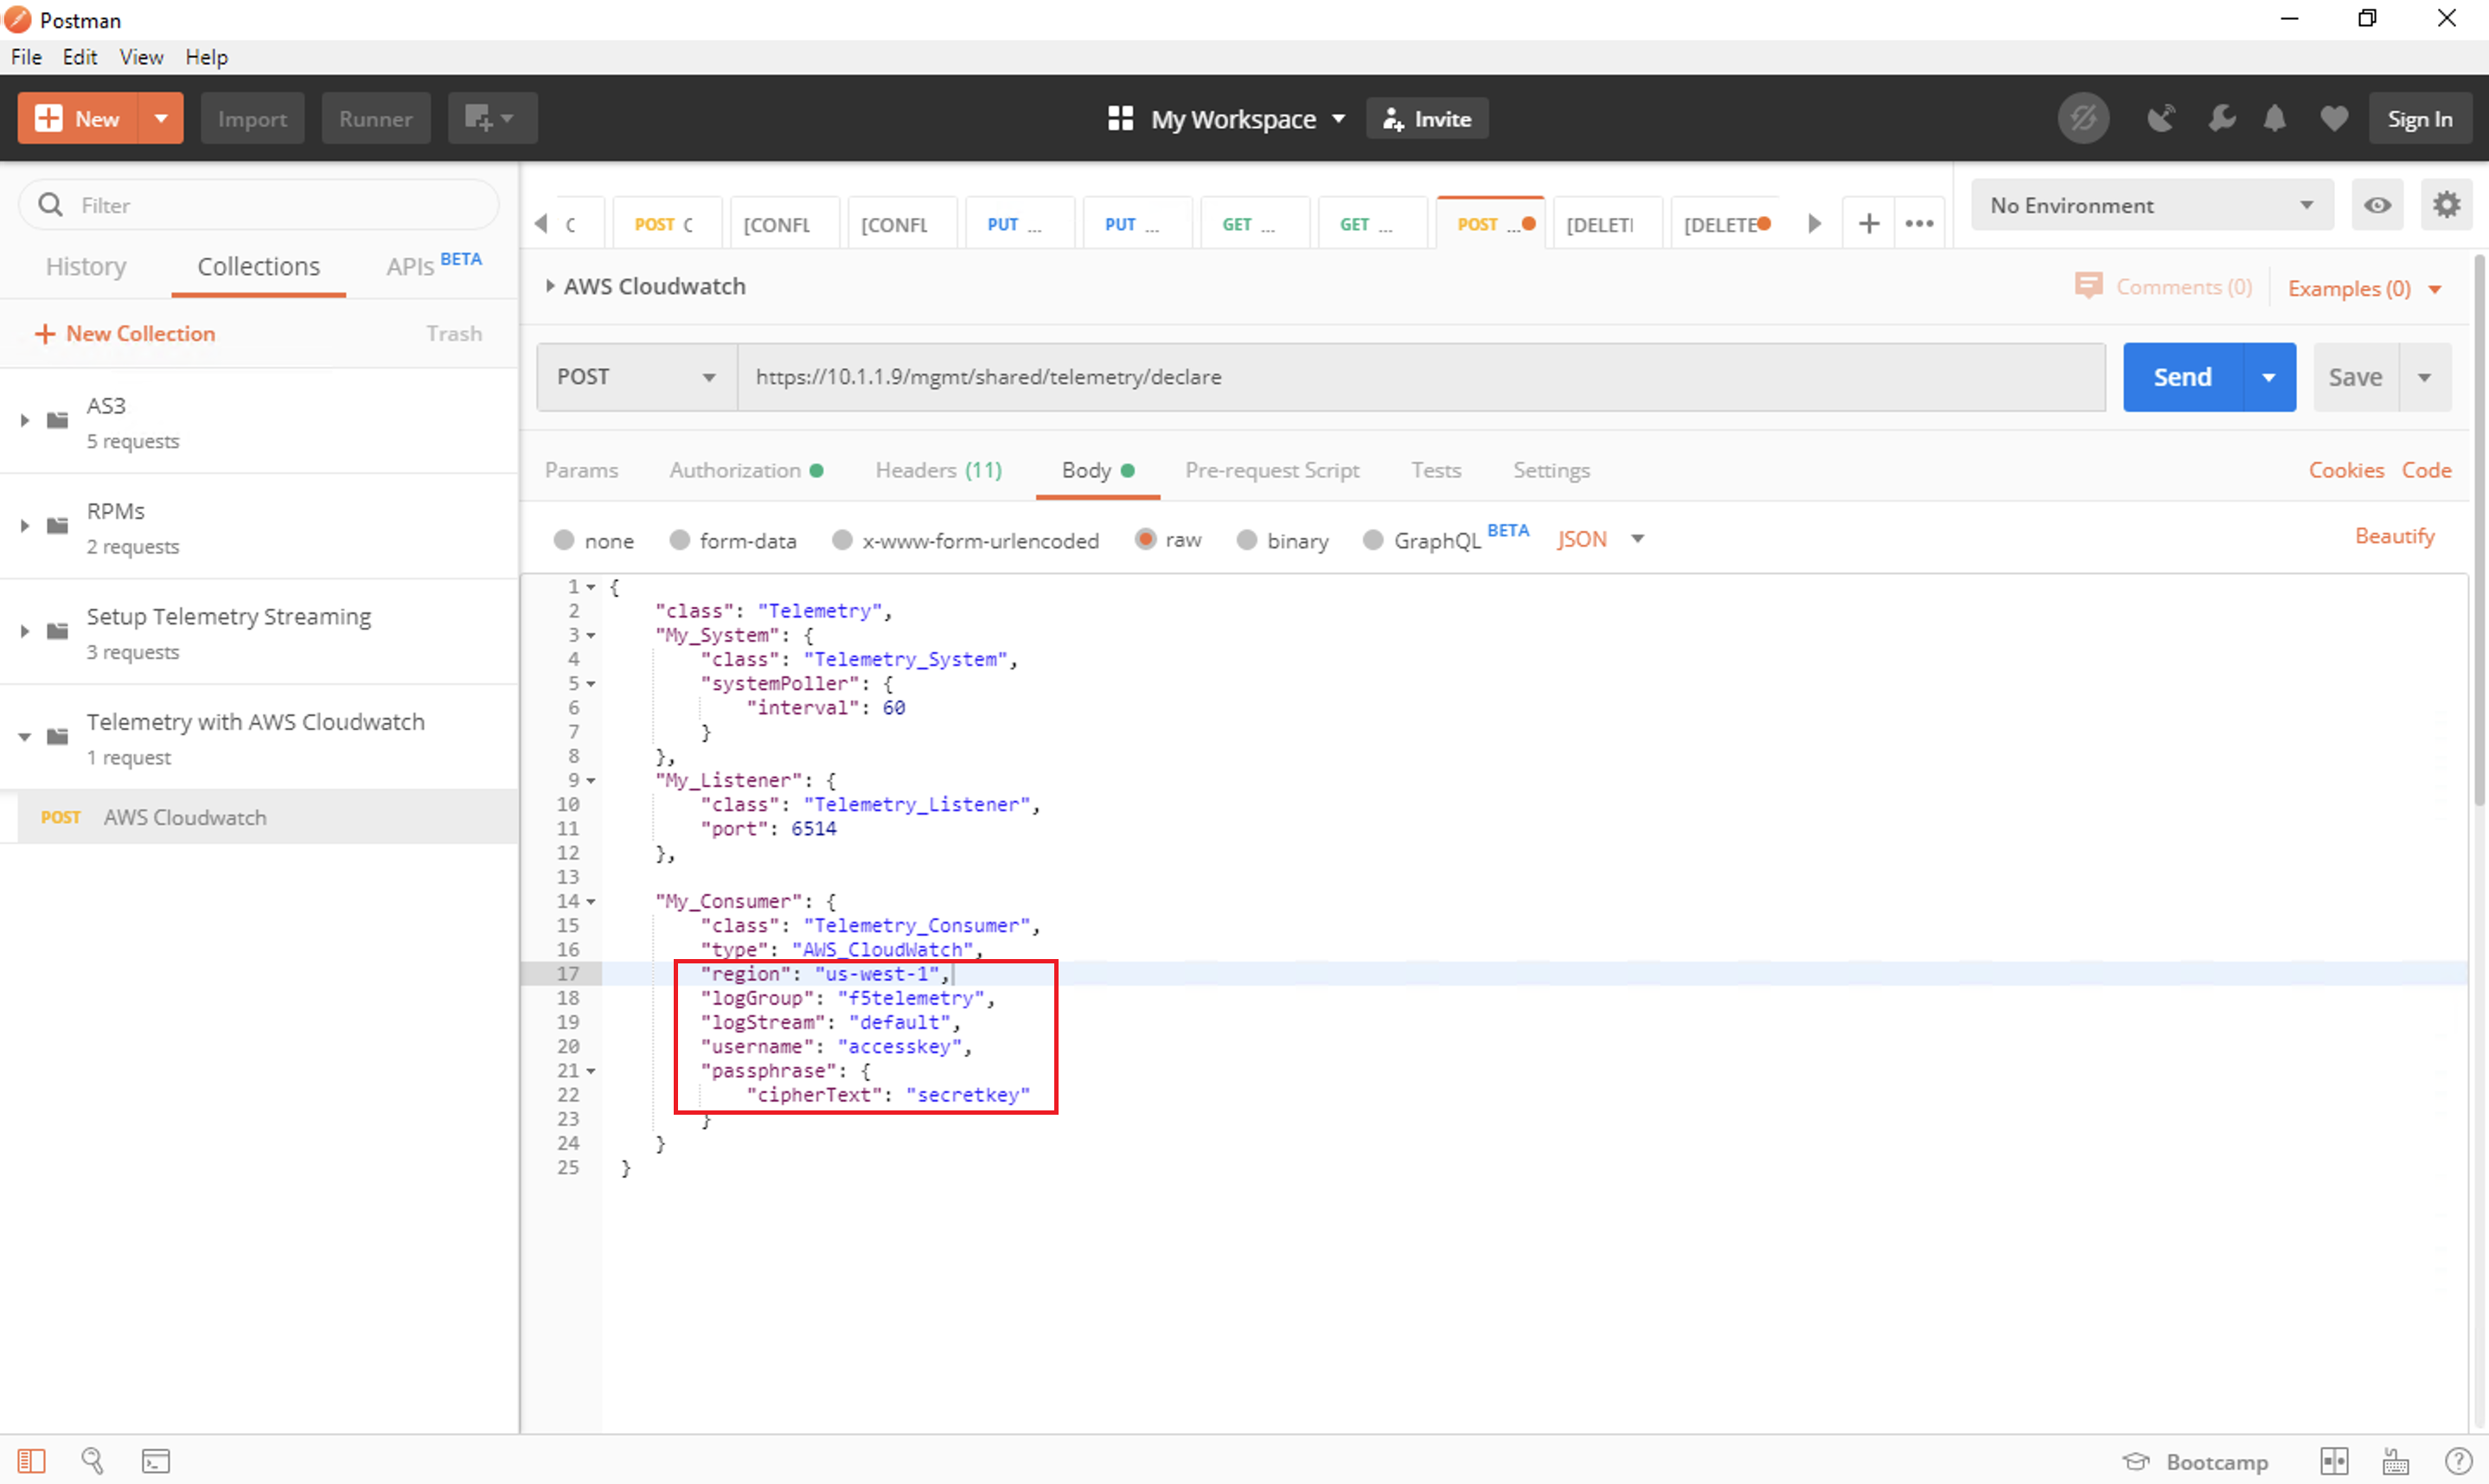 Postman
File Edit View Help
New Import Runner My Workspace Invite Sign In
Filter
History Collections APIs BETA
New Collection Trash
AS3
5 requests
RPMs
2 requests
Setup Telemetry Streaming
3 requests
Telemetry with AWS Cloudwatch
1 request
POST AWS Cloudwatch
C POST C [CONFL [CONFL PUT ... PUT ... GET ... GET ... POST ... [DELETI [DELETE + •••
No Environment
AWS Cloudwatch Comments (0) Examples (0)
POST https://10.1.1.9/mgmt/shared/telemetry/declare Send Save
Params Authorization Headers (11) Body Pre-request Script Tests Settings Cookies Code
none form-data x-www-form-urlencoded raw binary GraphQL BETA JSON Beautify
1 {
2 "class": "Telemetry",
3 "My_System": {
4 "class": "Telemetry_System",
5 "systemPoller": {
6 "interval": 60
7 }
8 },
9 "My_Listener": {
10 "class": "Telemetry_Listener",
11 "port": 6514
12 },
13
14 "My_Consumer": {
15 "class": "Telemetry_Consumer",
16 "type": "AWS_CloudWatch",
17 "region": "us-west-1",
18 "logGroup": "f5telemetry",
19 "logStream": "default",
20 "username": "accesskey",
21 "passphrase": {
22 "cipherText": "secretkey"
23 }
24 }
25 }
Bootcamp